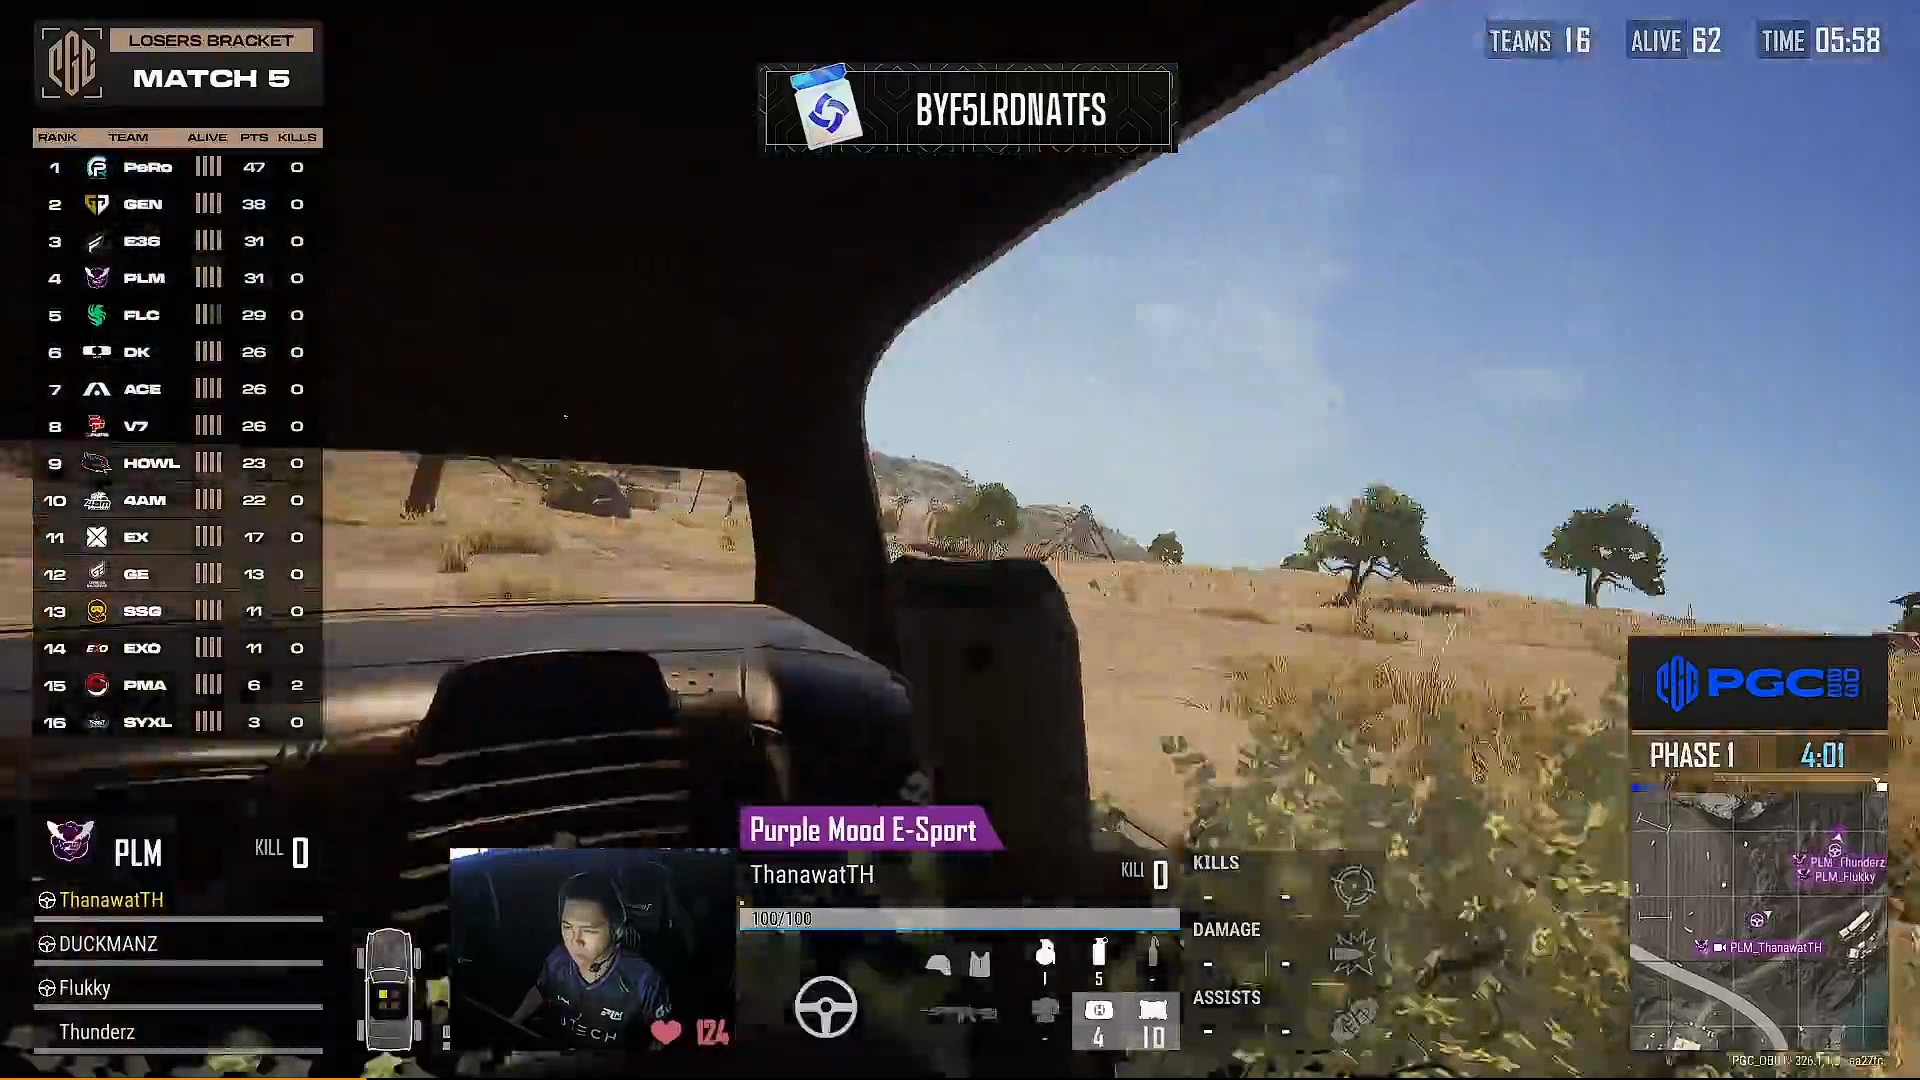 LOSERS BRACKET
MATCH 5
RANK TEAM ALIVE PTS KILLS
1 PeRo 47 0
2 GEN 38 0
3 E36 31 0
4 PLM 31 0
5 FLC 29 0
6 DK 26 0
7 ACE 26 0
8 V7 26 0
9 HOWL 23 0
10 4AM 22 0
11 EX 17 0
12 GE 13 0
13 SSG 11 0
14 EXO 11 0
15 PMA 6 2
16 SYXL 3 0
BYF5LRDNATFS
TEAMS 16 ALIVE 62 TIME 05:58
PLM KILL 0
ThanawatTH
DUCKMANZ
Flukky
Thunderz
124
Purple Mood E-Sport
ThanawatTH KILL 0
100/100
1 5 -
- 4 10
KILLS
- -
DAMAGE
- -
ASSISTS
- -
PGC 2023
PHASE 1 4:01
PLM_Thunderz
PLM_Flukky
PLM_ThanawatTH